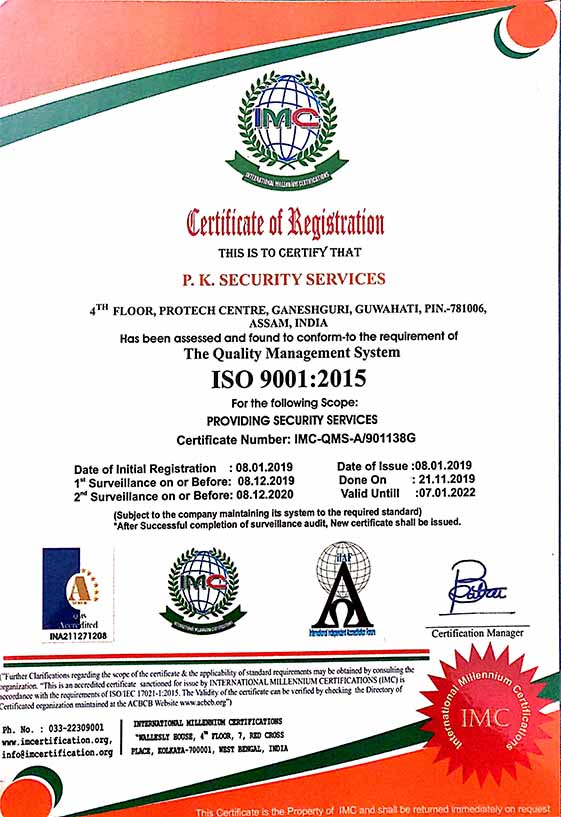 IMC
INTERNATIONAL MILLENNIUM CERTIFICATIONS
Certificate of Registration
THIS IS TO CERTIFY THAT
P. K. SECURITY SERVICES
4TH FLOOR, PROTECH CENTRE, GANESHGURI, GUWAHATI, PIN.-781006,
ASSAM, INDIA
Has been assessed and found to conform-to the requirement of
The Quality Management System
ISO 9001:2015
For the following Scope:
PROVIDING SECURITY SERVICES
Certificate Number: IMC-QMS-A/901138G
Date of Initial Registration : 08.01.2019 Date of Issue :08.01.2019
1st Surveillance on or Before: 08.12.2019 Done On : 21.11.2019
2nd Surveillance on or Before: 08.12.2020 Valid Untill :07.01.2022
(Subject to the company maintaining its system to the required standard)
*After Successful completion of surveillance audit, New certificate shall be issued.
A
ACBCB
Accredited
INA211271208
IMC
INTERNATIONAL MILLENNIUM CERTIFICATIONS
IIAF
International Independent Accreditation Forum
Certification Manager
("Further Clarifications regarding the scope of the certificate & the applicability of standard requirements may be obtained by consulting the
organization. "This is an accredited certificate sanctioned for issue by INTERNATIONAL MILLENNIUM CERTIFICATIONS (IMC) in
accordance with the requirements of ISO/IEC 17021-1:2015. The Validity of the certificate can be verified by checking the Directory of
Certificated organization maintained at the ACBCB Website www.acbcb.org")
Ph. No. : 033-22309001
www.imcertification.org,
info@imcertification.org
INTERNATIONAL MILLENNIUM CERTIFICATIONS
"WALLESLY HOUSE, 4th FLOOR, 7, RED CROSS
PLACE, KOLKATA-700001, WEST BENGAL, INDIA
International Millennium Certifications
IMC
This Certificate is the Property of IMC and shall be returned immediately on request